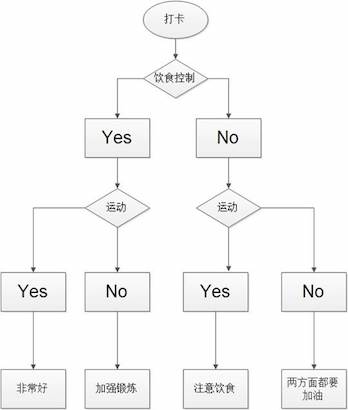 打卡
饮食控制
Yes
No
运动
运动
Yes
No
Yes
No
非常好
加强锻炼
注意饮食
两方面都要
加油